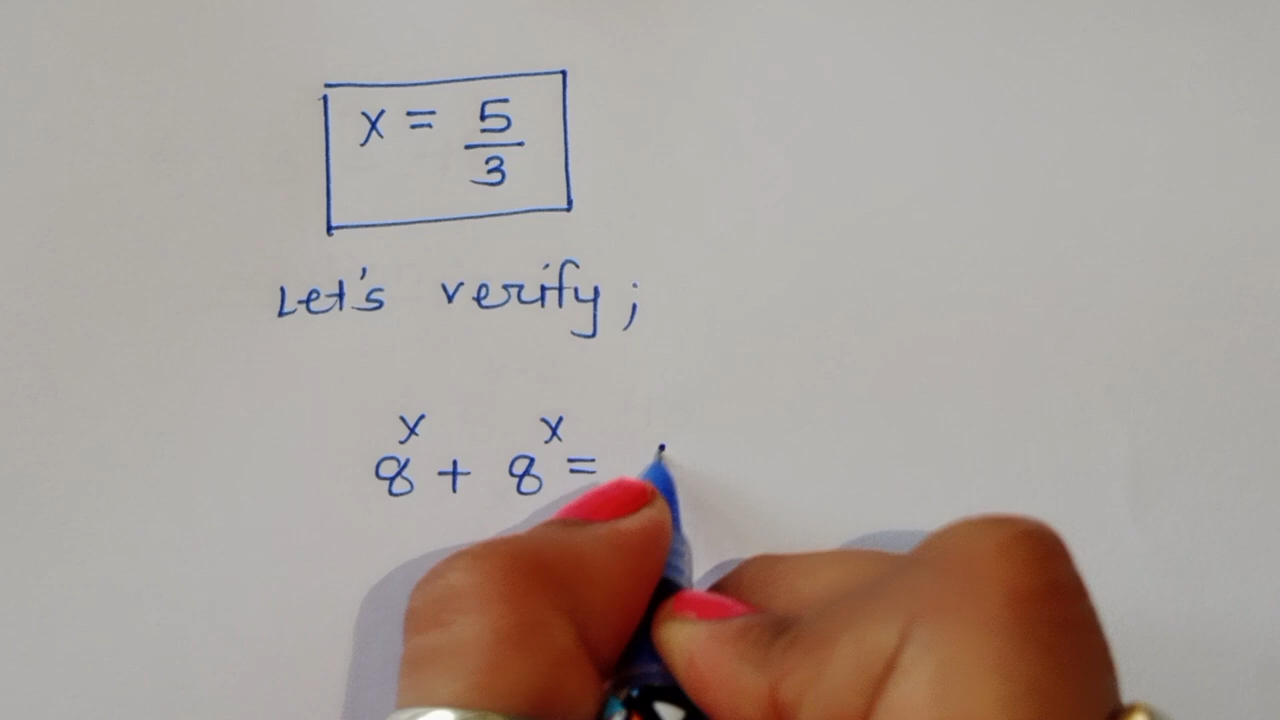 x = 5/3
Let's verify;
8^x + 8^x =